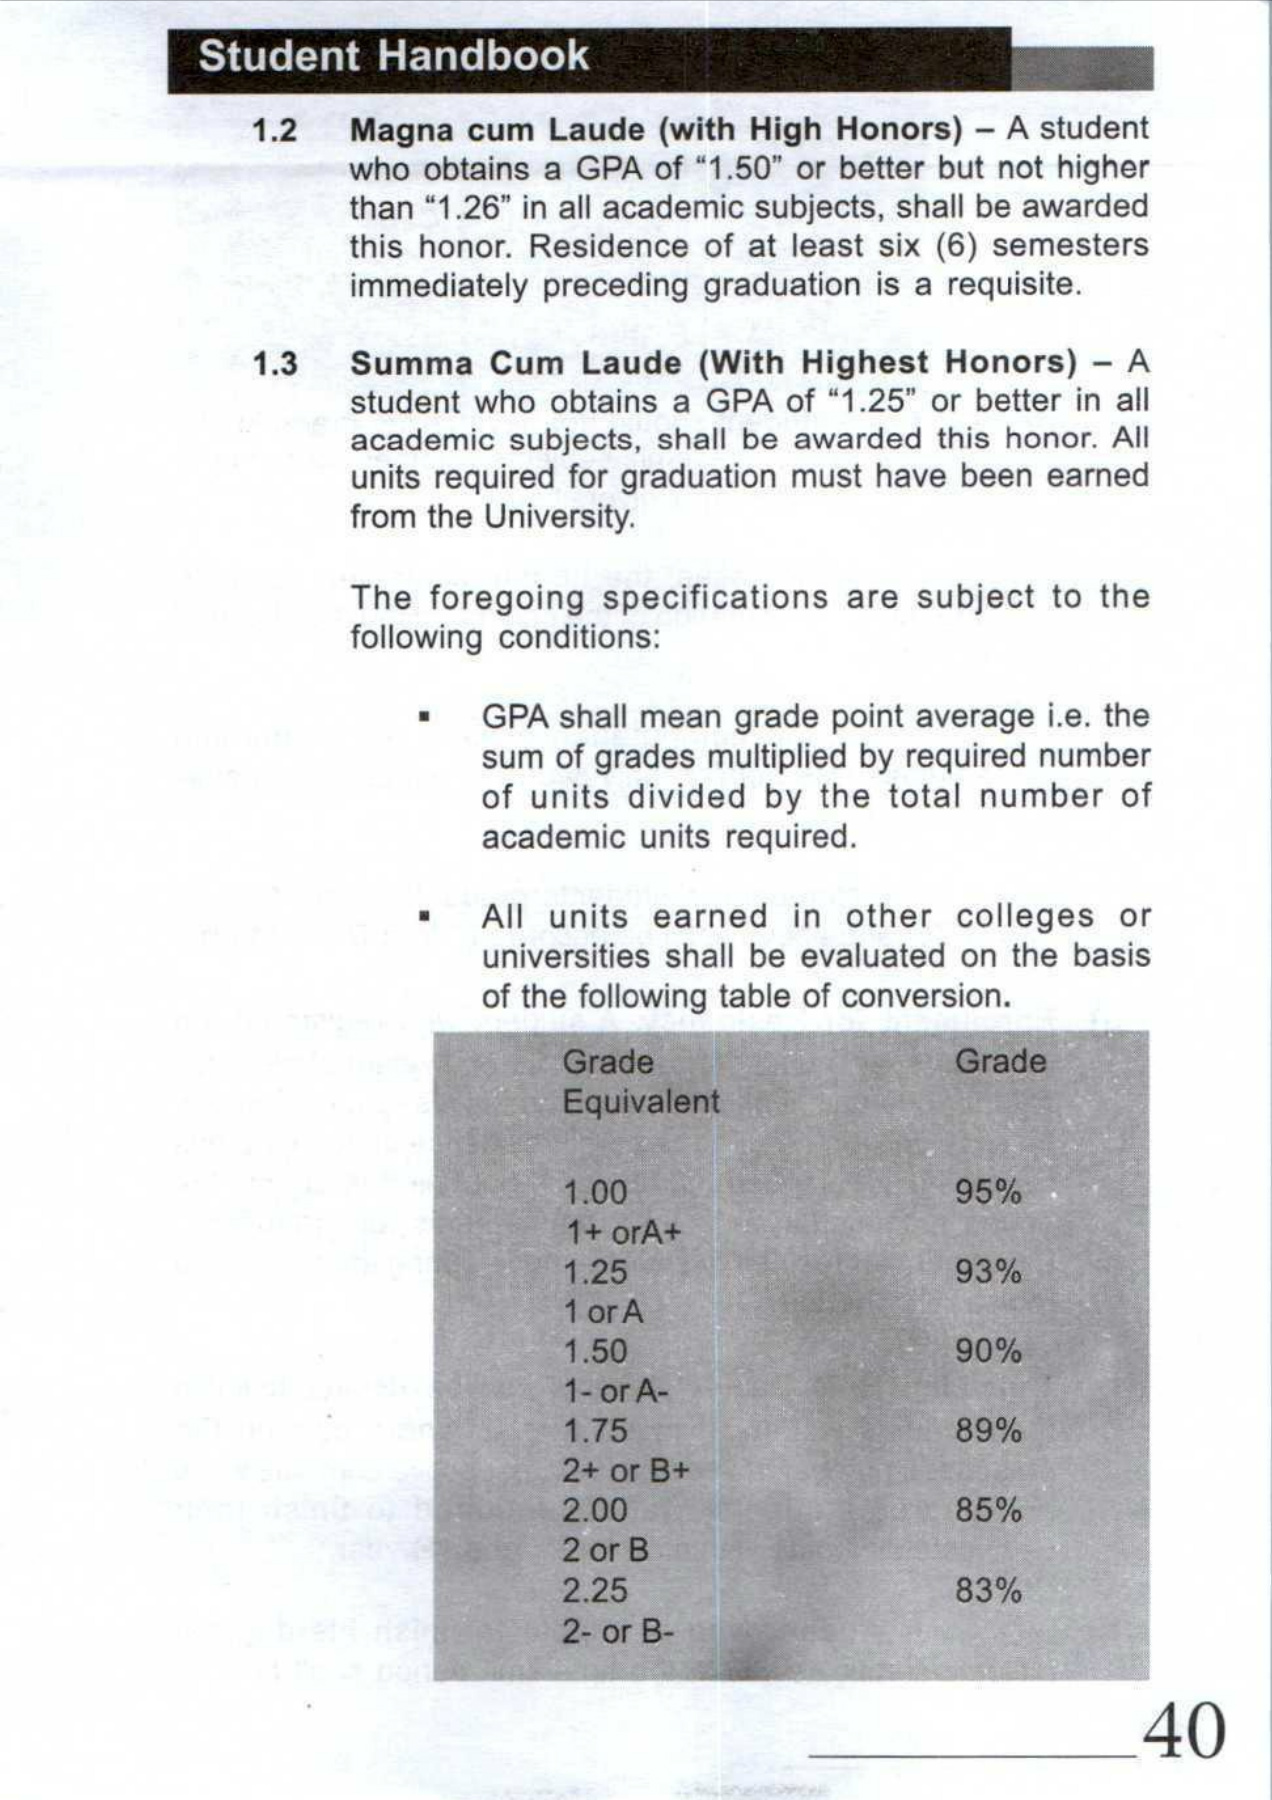 Student Handbook
1.2 Magna cum Laude (with High Honors) – A student
who obtains a GPA of “1.50” or better but not higher
than “1.26” in all academic subjects, shall be awarded
this honor. Residence of at least six (6) semesters
immediately preceding graduation is a requisite.
1.3 Summa Cum Laude (With Highest Honors) – A
student who obtains a GPA of “1.25” or better in all
academic subjects, shall be awarded this honor. All
units required for graduation must have been earned
from the University.
The foregoing specifications are subject to the
following conditions:
▪ GPA shall mean grade point average i.e. the
sum of grades multiplied by required number
of units divided by the total number of
academic units required.
▪ All units earned in other colleges or
universities shall be evaluated on the basis
of the following table of conversion.
Grade Grade
Equivalent
1.00 95%
1+ orA+
1.25 93%
1 or A
1.50 90%
1- or A-
1.75 89%
2+ or B+
2.00 85%
2 or B
2.25 83%
2- or B-
40